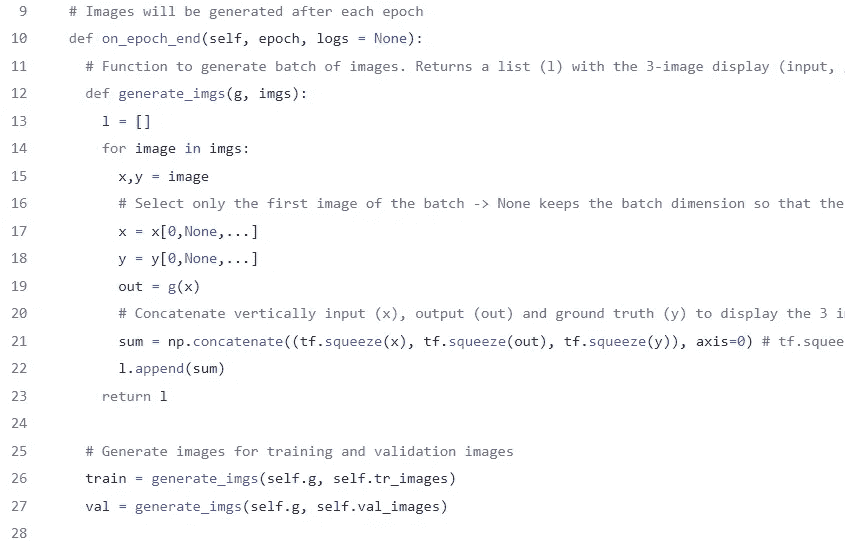 9 # Images will be generated after each epoch
10 def on_epoch_end(self, epoch, logs = None):
11 # Function to generate batch of images. Returns a list (l) with the 3-image display (input,
12 def generate_imgs(g, imgs):
13 l = []
14 for image in imgs:
15 x,y = image
16 # Select only the first image of the batch -> None keeps the batch dimension so that the
17 x = x[0,None,...]
18 y = y[0,None,...]
19 out = g(x)
20 # Concatenate vertically input (x), output (out) and ground truth (y) to display the 3
21 sum = np.concatenate((tf.squeeze(x), tf.squeeze(out), tf.squeeze(y)), axis=0) # tf.squee
22 l.append(sum)
23 return l
24
25 # Generate images for training and validation images
26 train = generate_imgs(self.g, self.tr_images)
27 val = generate_imgs(self.g, self.val_images)
28